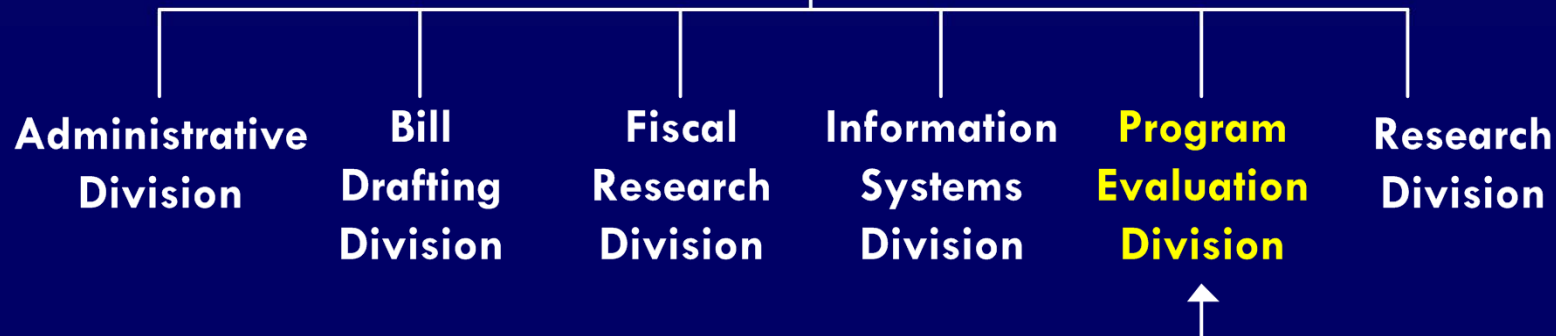 Administrative
Division
Bill
Drafting
Division
Fiscal
Research
Division
Information
Systems
Division
Program
Evaluation
Division
Research
Division